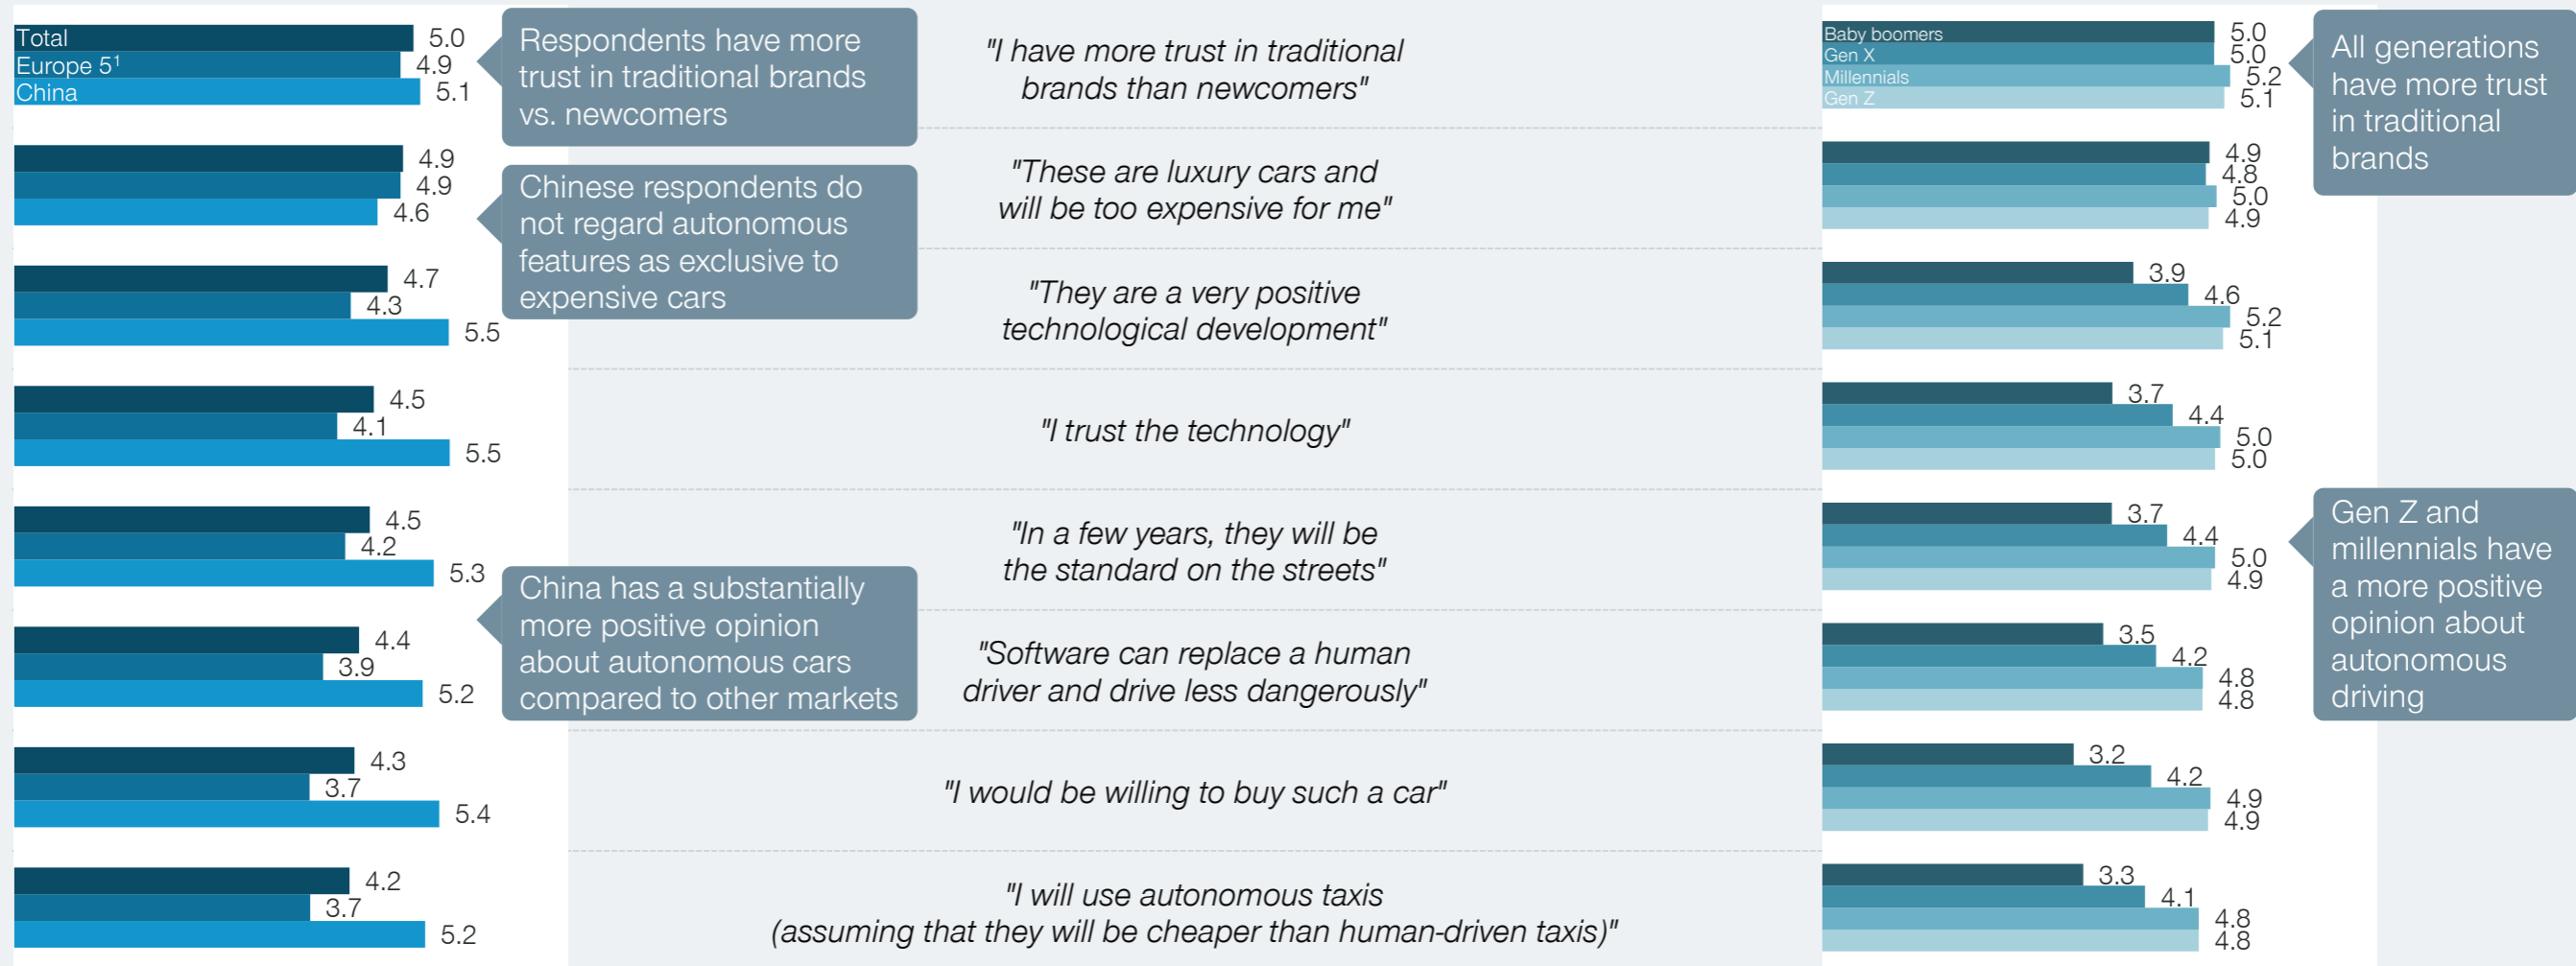 Total
5.0
Europe 5¹
4.9
China
5.1
Respondents have more
trust in traditional brands
vs. newcomers
"I have more trust in traditional
brands than newcomers"
Baby boomers
5.0
Gen X
5.0
Millennials
5.2
Gen Z
5.1
All generations
have more trust
in traditional
brands
4.9
4.9
4.6
Chinese respondents do
not regard autonomous
features as exclusive to
expensive cars
"These are luxury cars and
will be too expensive for me"
4.9
4.8
5.0
4.9
4.7
4.3
5.5
"They are a very positive
technological development"
3.9
4.6
5.2
5.1
4.5
4.1
5.5
"I trust the technology"
3.7
4.4
5.0
5.0
4.5
4.2
5.3
"In a few years, they will be
the standard on the streets"
3.7
4.4
5.0
4.9
Gen Z and
millennials have
a more positive
opinion about
autonomous
driving
China has a substantially
more positive opinion
about autonomous cars
compared to other markets
4.4
3.9
5.2
"Software can replace a human
driver and drive less dangerously"
3.5
4.2
4.8
4.8
4.3
3.7
5.4
"I would be willing to buy such a car"
3.2
4.2
4.9
4.9
4.2
3.7
5.2
"I will use autonomous taxis
(assuming that they will be cheaper than human-driven taxis)"
3.3
4.1
4.8
4.8